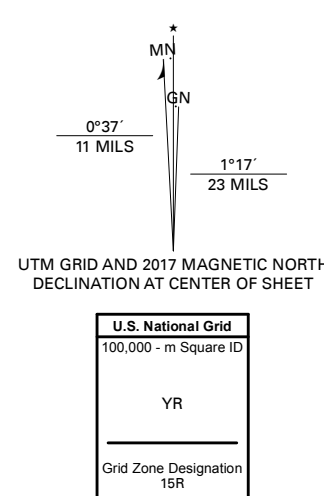 ★
MN
GN
0°37´
11 MILS
1°17´
23 MILS
UTM GRID AND 2017 MAGNETIC NORTH
DECLINATION AT CENTER OF SHEET
U.S. National Grid
100,000 - m Square ID
YR
Grid Zone Designation
15R